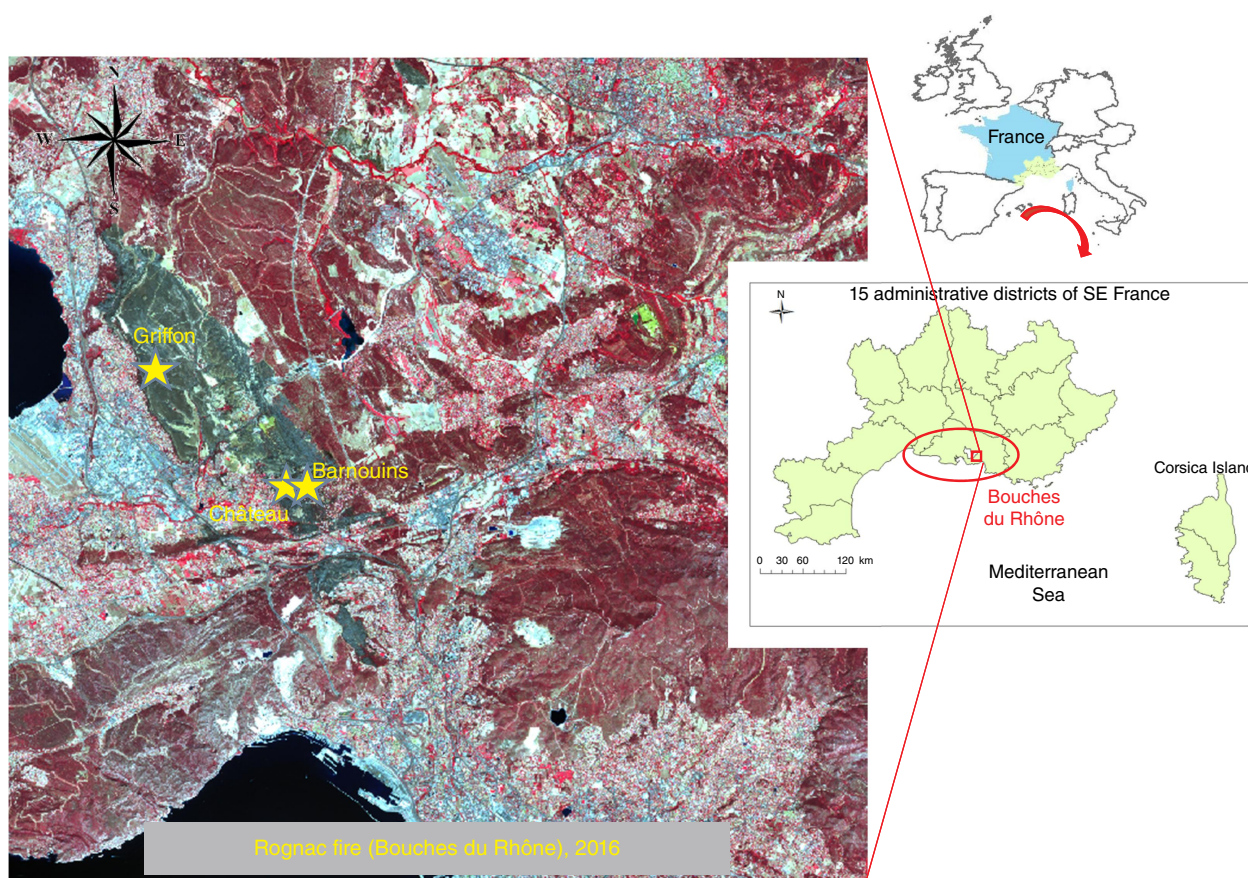 N
W
E
S
Griffon
Barnouins
Château
Rognac fire (Bouches du Rhône), 2016
France
15 administrative districts of SE France
N
Corsica Island
Bouches
du Rhône
0 30 60 120 km
Mediterranean
Sea